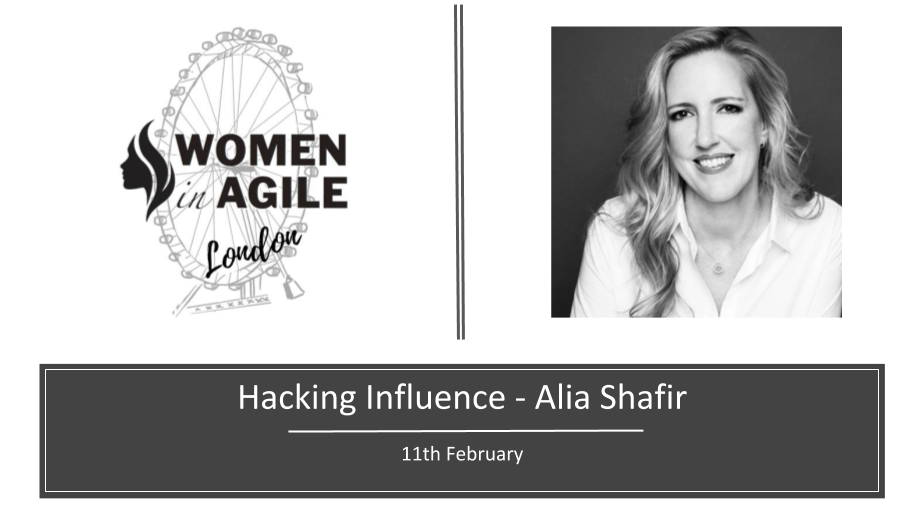 WOMEN
in AGILE
London
Hacking Influence - Alia Shafir
11th February